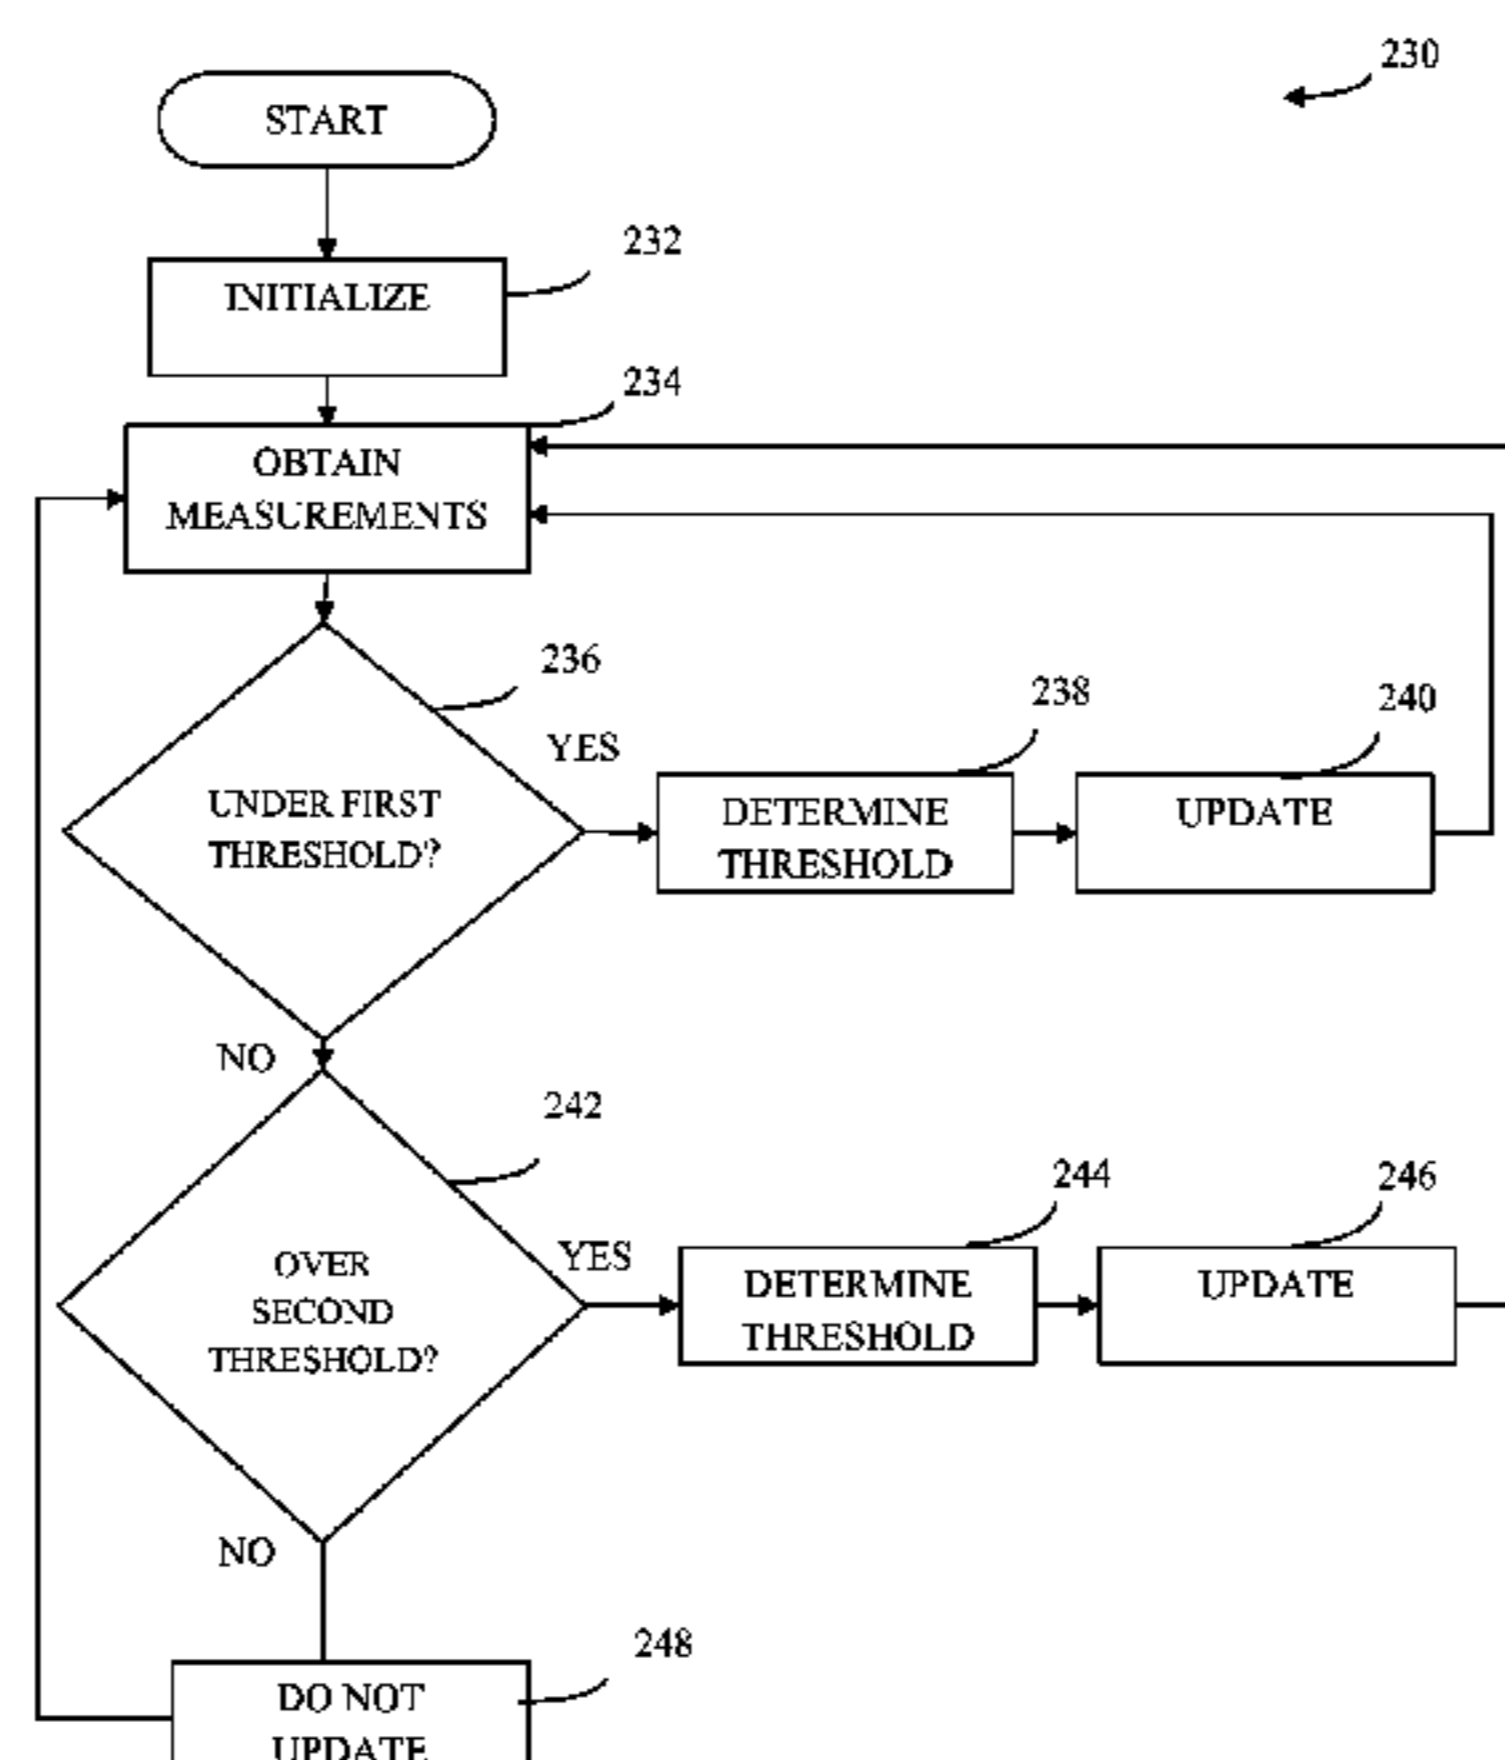 230
START
232
INITIALIZE
234
OBTAIN
MEASUREMENTS
236
YES
UNDER FIRST
THRESHOLD?
238
DETERMINE
THRESHOLD
240
UPDATE
NO
242
YES
OVER
SECOND
THRESHOLD?
244
DETERMINE
THRESHOLD
246
UPDATE
NO
248
DO NOT
UPDATE